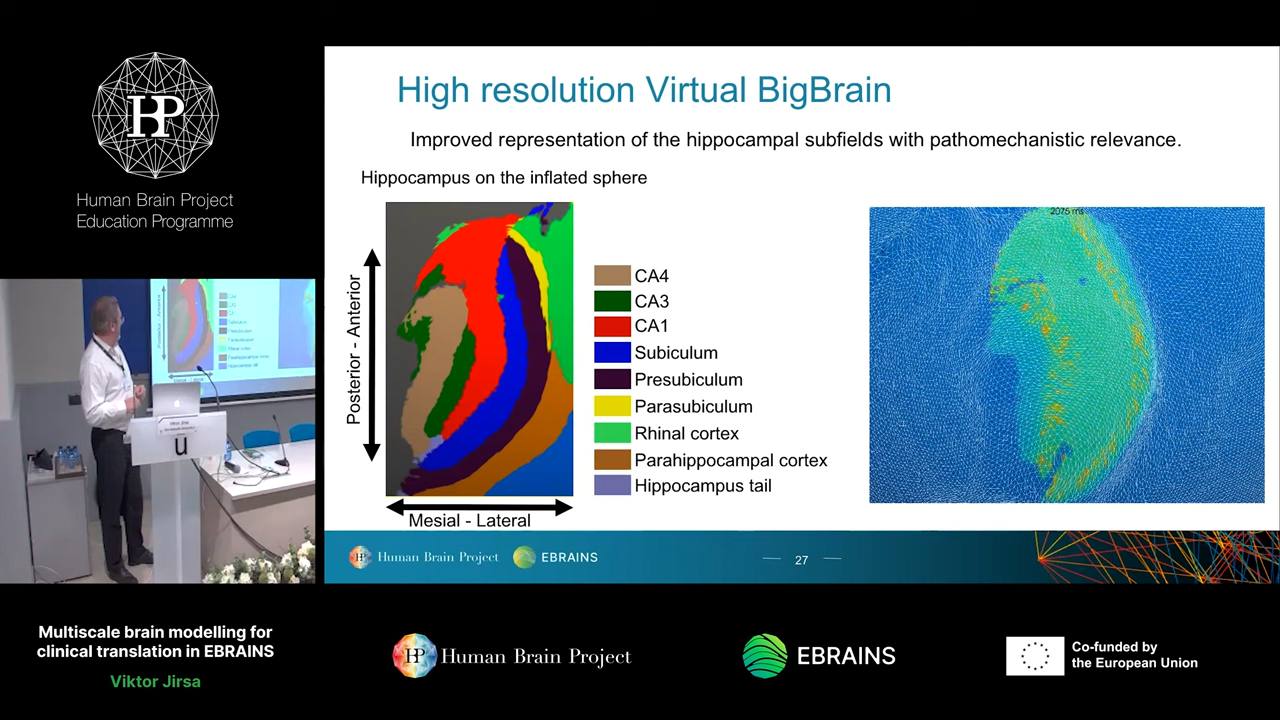 Human Brain Project
Education Programme
High resolution Virtual BigBrain
Improved representation of the hippocampal subfields with pathomechanistic relevance.
Hippocampus on the inflated sphere
Posterior - Anterior
Mesial - Lateral
CA4
CA3
CA1
Subiculum
Presubiculum
Parasubiculum
Rhinal cortex
Parahippocampal cortex
Hippocampus tail
2075 ms
Human Brain Project
EBRAINS
27
Multiscale brain modelling for
clinical translation in EBRAINS
Viktor Jirsa
Human Brain Project
EBRAINS
Co-funded by
the European Union